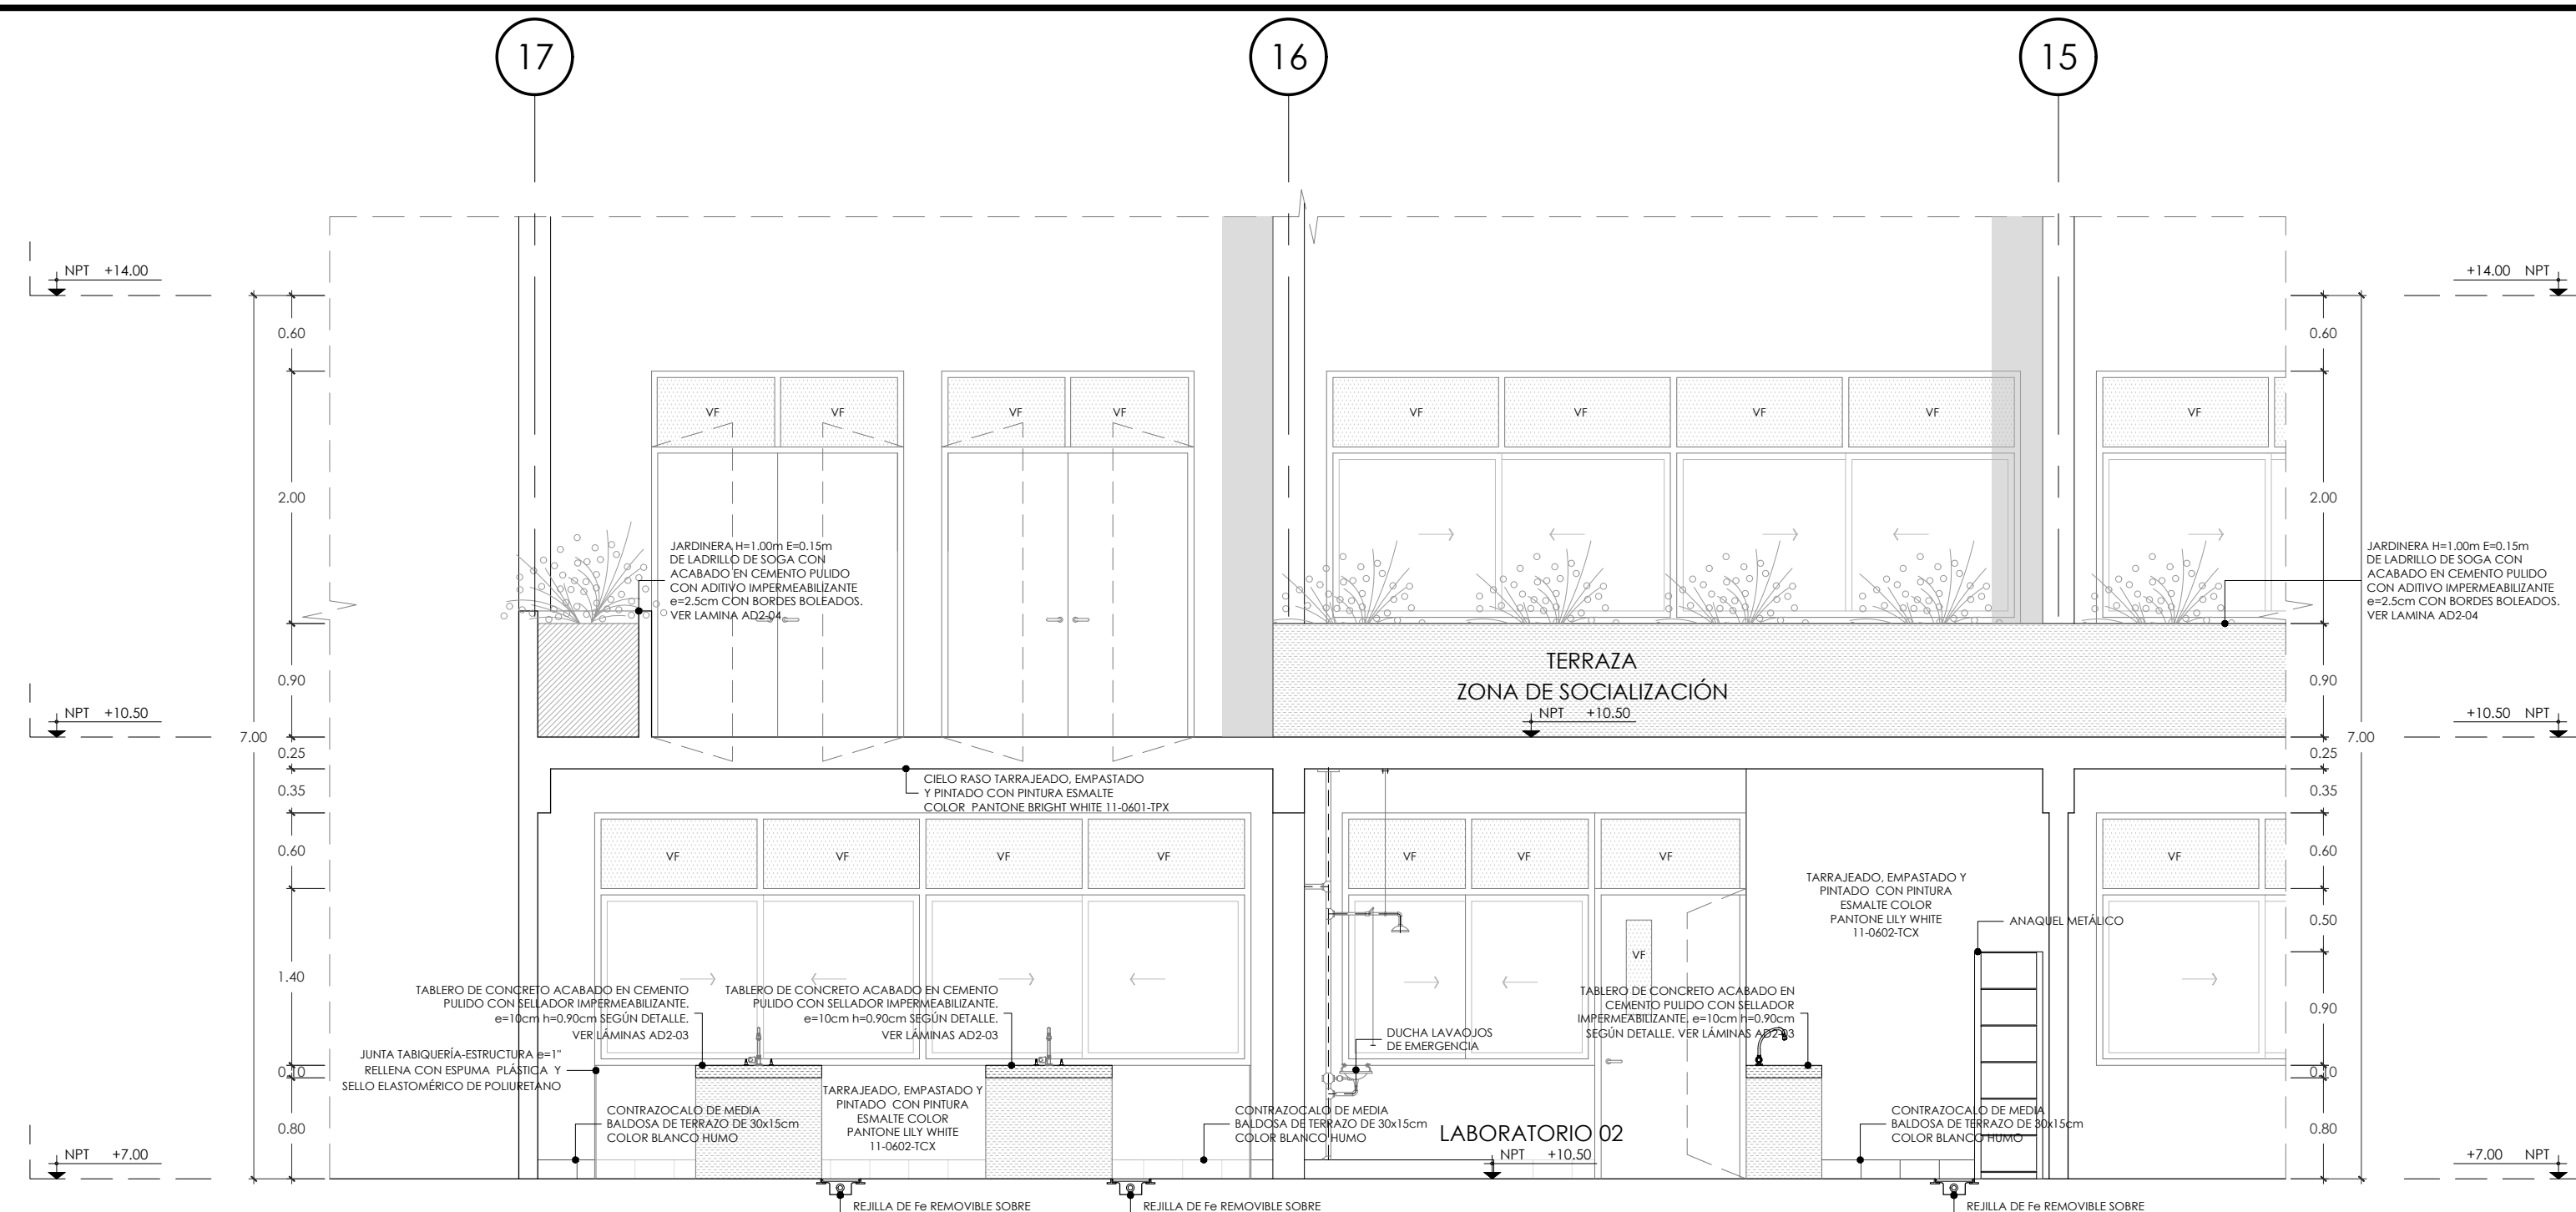 17
16
15
NPT +14.00
+14.00 NPT
0.60
0.60
VF
VF
VF
VF
VF
VF
VF
VF
VF
2.00
2.00
JARDINERA H=1.00m E=0.15m
DE LADRILLO DE SOGA CON
ACABADO EN CEMENTO PULIDO
CON ADITIVO IMPERMEABILIZANTE
e=2.5cm CON BORDES BOLEADOS.
VER LAMINA AD2-04
JARDINERA H=1.00m E=0.15m
DE LADRILLO DE SOGA CON
ACABADO EN CEMENTO PULIDO
CON ADITIVO IMPERMEABILIZANTE
e=2.5cm CON BORDES BOLEADOS.
VER LAMINA AD2-04
TERRAZA
ZONA DE SOCIALIZACIÓN
NPT +10.50
0.90
0.90
NPT +10.50
+10.50 NPT
7.00
7.00
0.25
0.25
CIELO RASO TARRAJEADO, EMPASTADO
Y PINTADO CON PINTURA ESMALTE
COLOR PANTONE BRIGHT WHITE 11-0601-TPX
0.35
0.35
0.60
0.60
VF
VF
VF
VF
VF
VF
VF
VF
TARRAJEADO, EMPASTADO Y
PINTADO CON PINTURA
ESMALTE COLOR
PANTONE LILY WHITE
11-0602-TCX
ANAQUEL METÁLICO
0.50
VF
1.40
TABLERO DE CONCRETO ACABADO EN CEMENTO
PULIDO CON SELLADOR IMPERMEABILIZANTE.
e=10cm h=0.90cm SEGÚN DETALLE.
VER LÁMINAS AD2-03
TABLERO DE CONCRETO ACABADO EN CEMENTO
PULIDO CON SELLADOR IMPERMEABILIZANTE.
e=10cm h=0.90cm SEGÚN DETALLE.
VER LÁMINAS AD2-03
TABLERO DE CONCRETO ACABADO EN
CEMENTO PULIDO CON SELLADOR
IMPERMEABILIZANTE. e=10cm h=0.90cm
SEGÚN DETALLE. VER LÁMINAS AD2-03
0.90
DUCHA LAVAOJOS
DE EMERGENCIA
JUNTA TABIQUERÍA-ESTRUCTURA e=1"
RELLENA CON ESPUMA PLÁSTICA Y
SELLO ELASTOMÉRICO DE POLIURETANO
0.10
0.10
TARRAJEADO, EMPASTADO Y
PINTADO CON PINTURA
ESMALTE COLOR
PANTONE LILY WHITE
11-0602-TCX
CONTRAZOCALO DE MEDIA
BALDOSA DE TERRAZO DE 30x15cm
COLOR BLANCO HUMO
CONTRAZOCALO DE MEDIA
BALDOSA DE TERRAZO DE 30x15cm
COLOR BLANCO HUMO
CONTRAZOCALO DE MEDIA
BALDOSA DE TERRAZO DE 30x15cm
COLOR BLANCO HUMO
0.80
0.80
LABORATORIO 02
NPT +10.50
NPT +7.00
+7.00 NPT
REJILLA DE Fe REMOVIBLE SOBRE
REJILLA DE Fe REMOVIBLE SOBRE
REJILLA DE Fe REMOVIBLE SOBRE